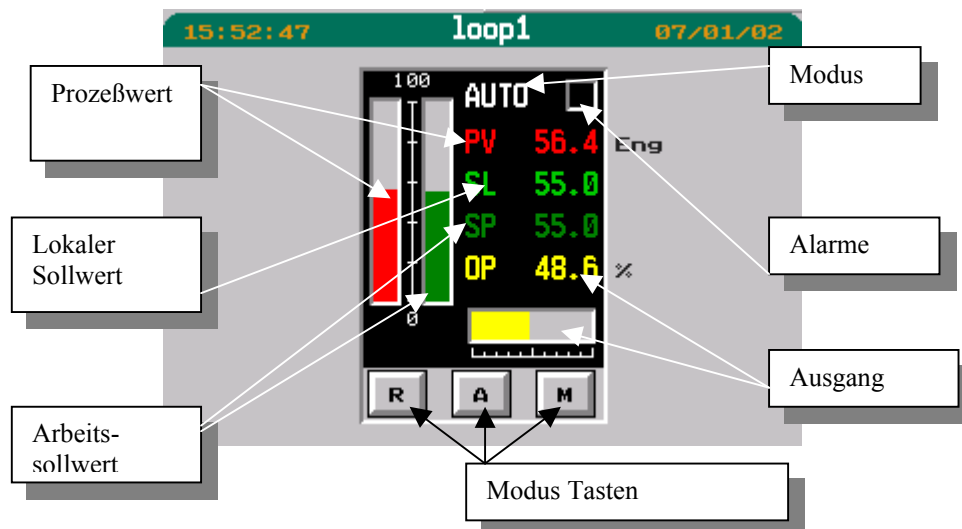 15:52:47 loop1 07/01/02
Prozeßwert
Modus
100
AUTO
PV 56.4 Eng
SL 55.0
SP 55.0
OP 48.6 %
0
Lokaler
Sollwert
Alarme
Ausgang
R A M
Arbeits-
sollwert
Modus Tasten